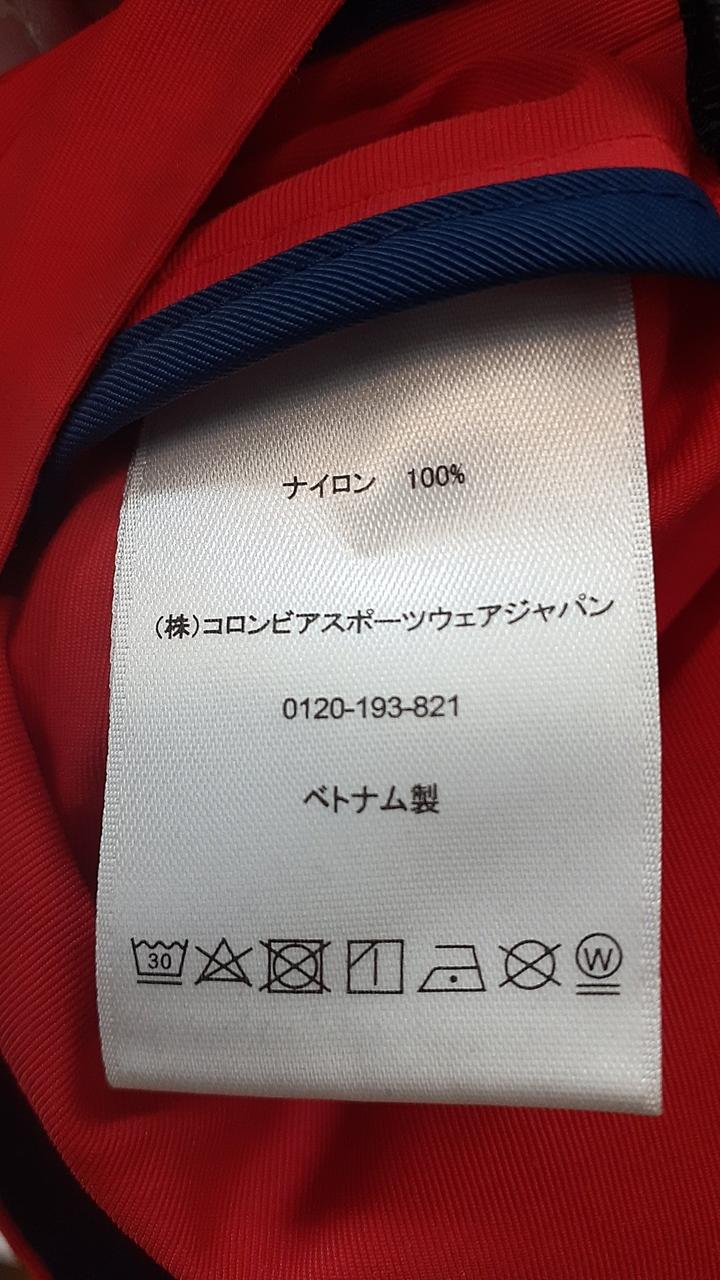 ナイロン 100%
(株)コロンビアスポーツウェアジャパン
0120-193-821
ベトナム製
30 W